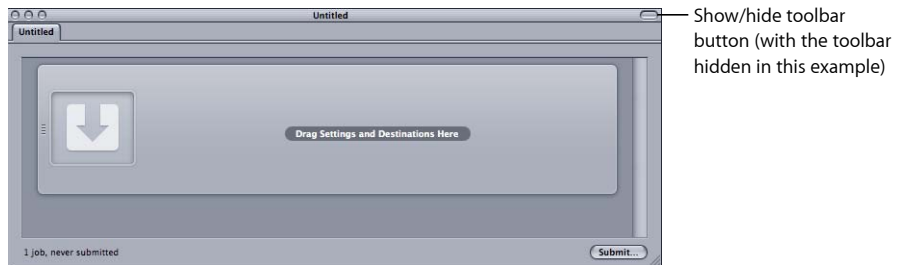 Untitled
Show/hide toolbar
button (with the toolbar
hidden in this example)
Untitled
Drag Settings and Destinations Here
1 job, never submitted
Submit...